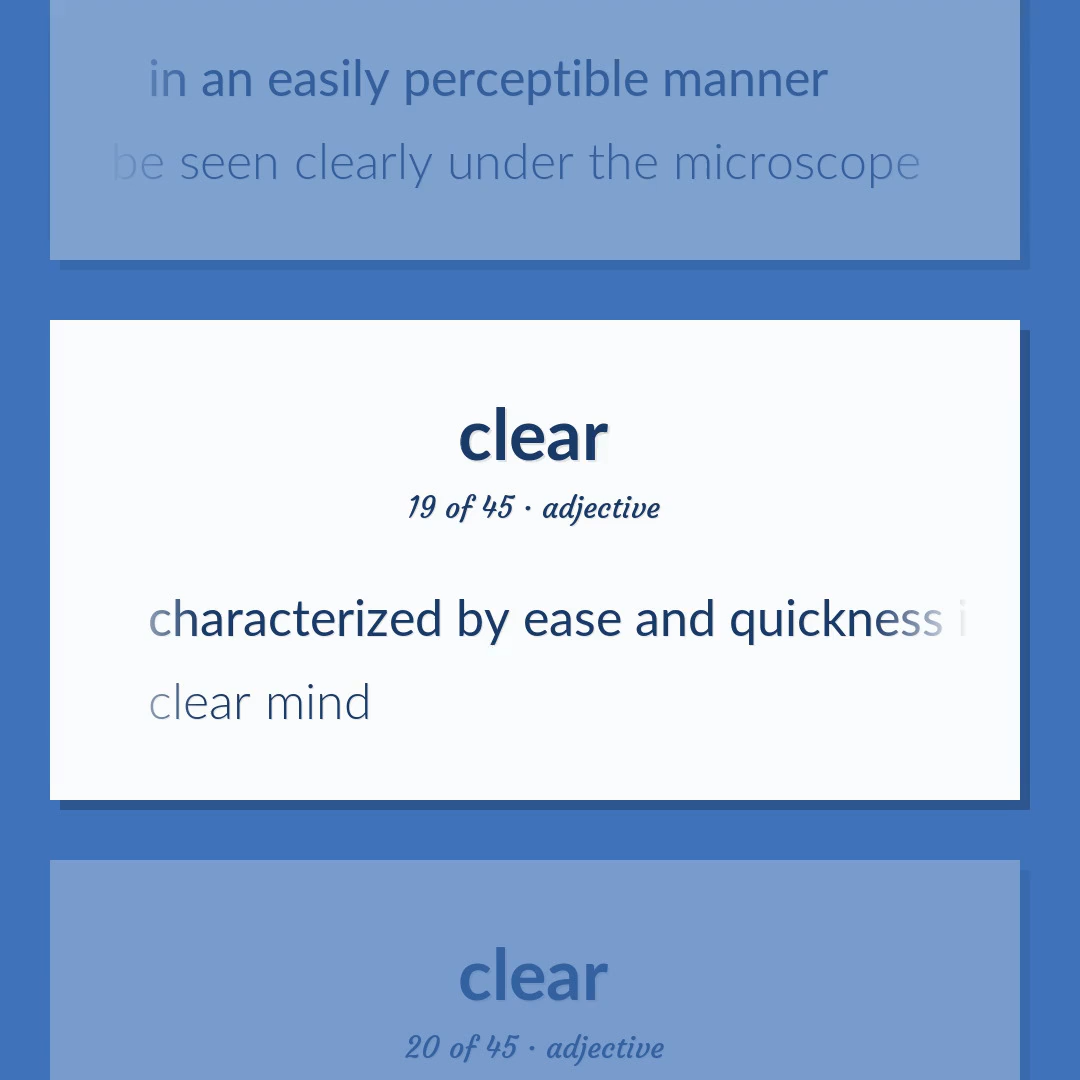 in an easily perceptible manner
be seen clearly under the microscope
clear
19 of 45 · adjective
characterized by ease and quickness
clear mind
clear
20 of 45 · adjective